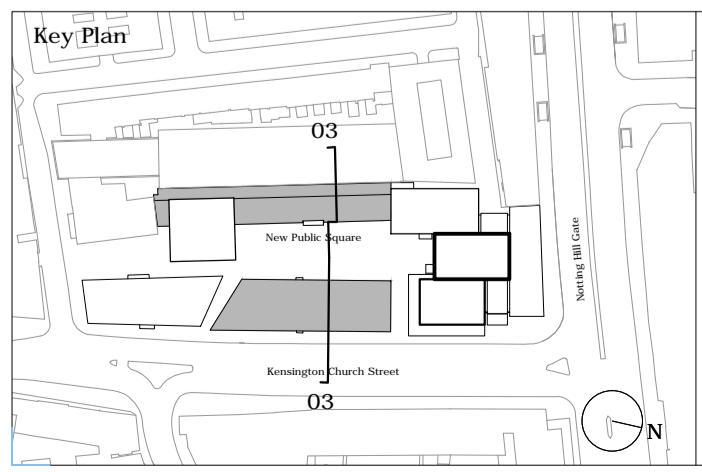 Key Plan
03
New Public Square
Notting Hill Gate
Kensington Church Street
03
N